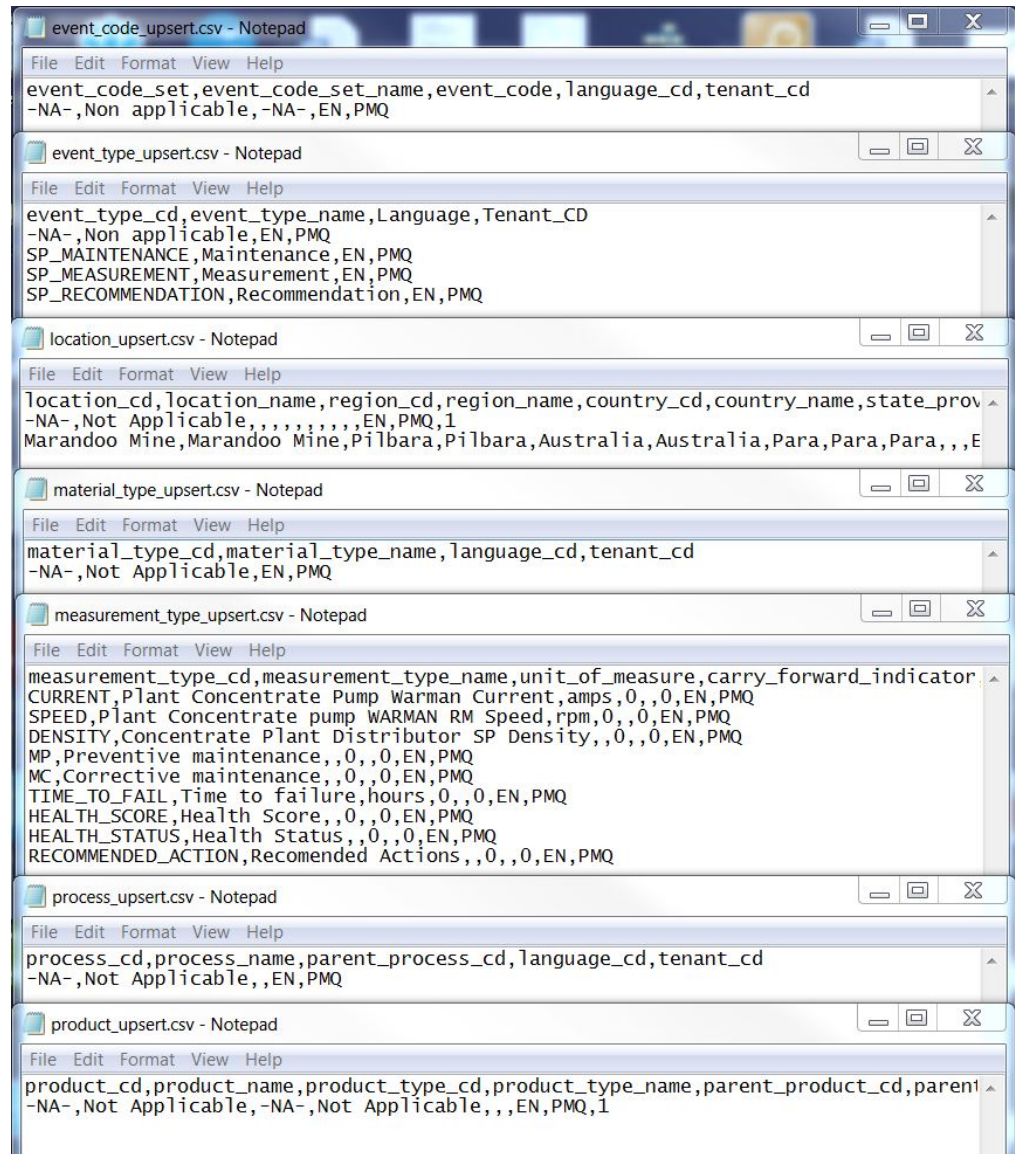 event_code_upsert.csv - Notepad
File Edit Format View Help
event_code_set,event_code_set_name,event_code,language_cd,tenant_cd
-NA-,Non applicable,-NA-,EN,PMQ
event_type_upsert.csv - Notepad
File Edit Format View Help
event_type_cd,event_type_name,Language,Tenant_CD
-NA-,Non applicable,EN,PMQ
SP_MAINTENANCE,Maintenance,EN,PMQ
SP_MEASUREMENT,Measurement,EN,PMQ
SP_RECOMMENDATION,Recommendation,EN,PMQ
location_upsert.csv - Notepad
File Edit Format View Help
location_cd,location_name,region_cd,region_name,country_cd,country_name,state_prov
-NA-,Not Applicable,,,,,,,,,,EN,PMQ,1
Marandoo Mine,Marandoo Mine,Pilbara,Pilbara,Australia,Australia,Para,Para,Para,,,E
material_type_upsert.csv - Notepad
File Edit Format View Help
material_type_cd,material_type_name,language_cd,tenant_cd
-NA-,Not Applicable,EN,PMQ
measurement_type_upsert.csv - Notepad
File Edit Format View Help
measurement_type_cd,measurement_type_name,unit_of_measure,carry_forward_indicator,
CURRENT,Plant Concentrate Pump Warman Current,amps,0,,0,EN,PMQ
SPEED,Plant Concentrate pump WARMAN RM Speed,rpm,0,,0,EN,PMQ
DENSITY,Concentrate Plant Distributor SP Density,,0,,0,EN,PMQ
MP,Preventive maintenance,,0,,0,EN,PMQ
MC,Corrective maintenance,,0,,0,EN,PMQ
TIME_TO_FAIL,Time to failure,hours,0,,0,EN,PMQ
HEALTH_SCORE,Health Score,,0,,0,EN,PMQ
HEALTH_STATUS,Health Status,,0,,0,EN,PMQ
RECOMMENDED_ACTION,Recomended Actions,,0,,0,EN,PMQ
process_upsert.csv - Notepad
File Edit Format View Help
process_cd,process_name,parent_process_cd,language_cd,tenant_cd
-NA-,Not Applicable,,EN,PMQ
product_upsert.csv - Notepad
File Edit Format View Help
product_cd,product_name,product_type_cd,product_type_name,parent_product_cd,parent
-NA-,Not Applicable,-NA-,Not Applicable,,,EN,PMQ,1